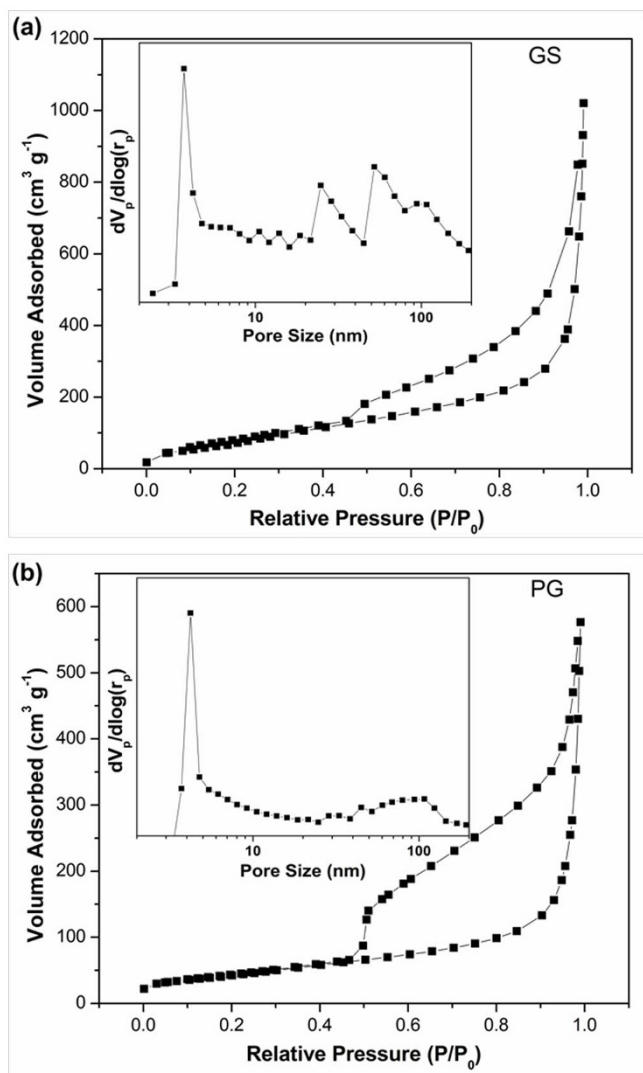 (a)
GS
1200
1000
800
600
400
200
0
Volume Adsorbed (cm³ g⁻¹)
0.0 0.2 0.4 0.6 0.8 1.0
Relative Pressure (P/P₀)
dVₚ/dlog(rₚ)
10 100
Pore Size (nm)
(b)
PG
600
500
400
300
200
100
0
Volume Adsorbed (cm³ g⁻¹)
0.0 0.2 0.4 0.6 0.8 1.0
Relative Pressure (P/P₀)
dVₚ/dlog(rₚ)
10 100
Pore Size (nm)